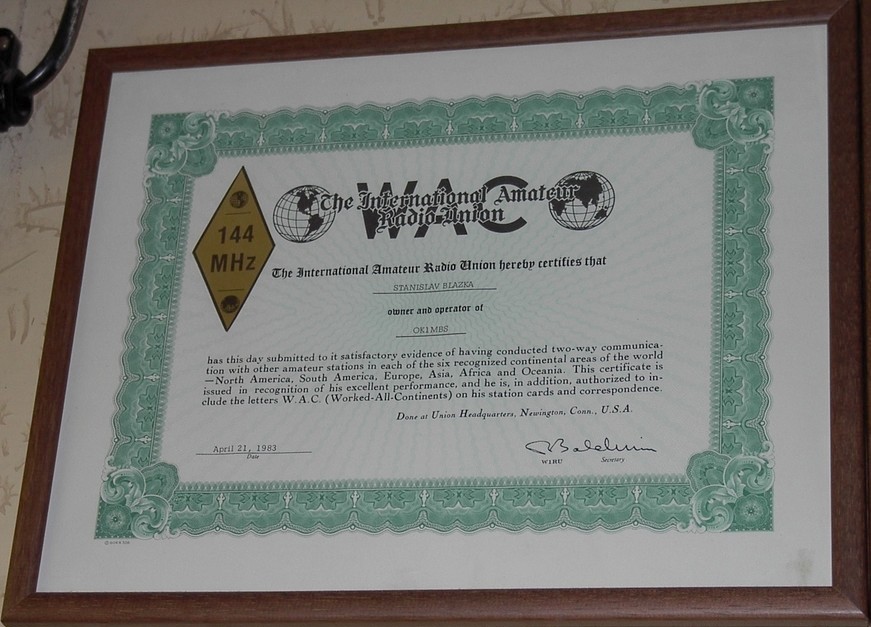 WAC
The International Amateur
Radio Union
144
MHz
The International Amateur Radio Union hereby certifies that
STANISLAV BLAZKA
owner and operator of
OK1MBS
has this day submitted to it satisfactory evidence of having conducted two-way communica-
tion with other amateur stations in each of the six recognized continental areas of the world
—North America, South America, Europe, Asia, Africa and Oceania. This certificate is
issued in recognition of his excellent performance, and he is, in addition, authorized to in-
clude the letters W.A.C. (Worked-All-Continents) on his station cards and correspondence.
Done at Union Headquarters, Newington, Conn., U.S.A.
April 21, 1983
Date
W1RU Secretary